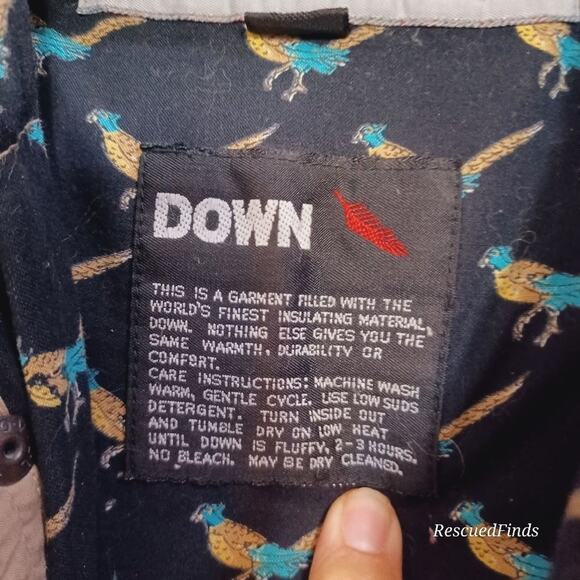 DOWN
THIS IS A GARMENT FILLED WITH THE
WORLD'S FINEST INSULATING MATERIAL,
DOWN. NOTHING ELSE GIVES YOU THE
SAME WARMTH, DURABILITY OR
COMFORT.
CARE INSTRUCTIONS: MACHINE WASH
WARM, GENTLE CYCLE. USE LOW SUDS
DETERGENT. TURN INSIDE OUT
AND TUMBLE DRY ON LOW HEAT
UNTIL DOWN IS FLUFFY, 2-3 HOURS.
NO BLEACH. MAY BE DRY CLEANED.
RescuedFinds